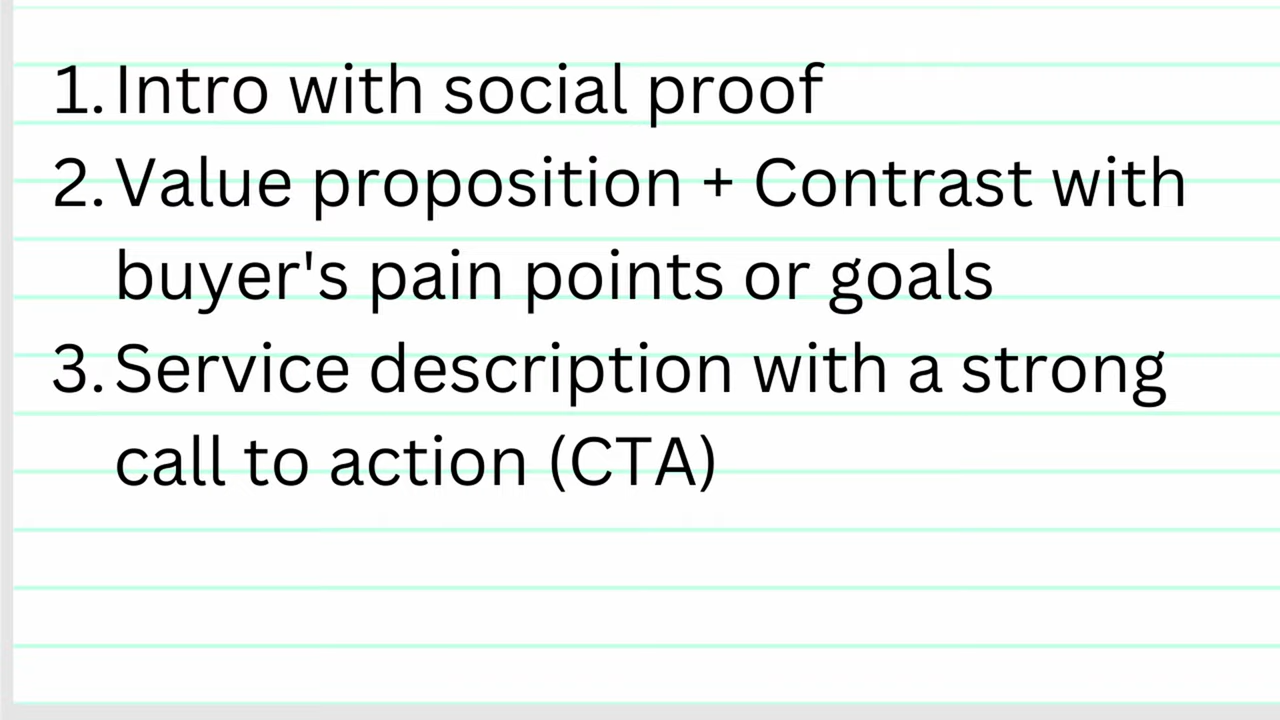 1. Intro with social proof
2. Value proposition + Contrast with
buyer's pain points or goals
3. Service description with a strong
call to action (CTA)